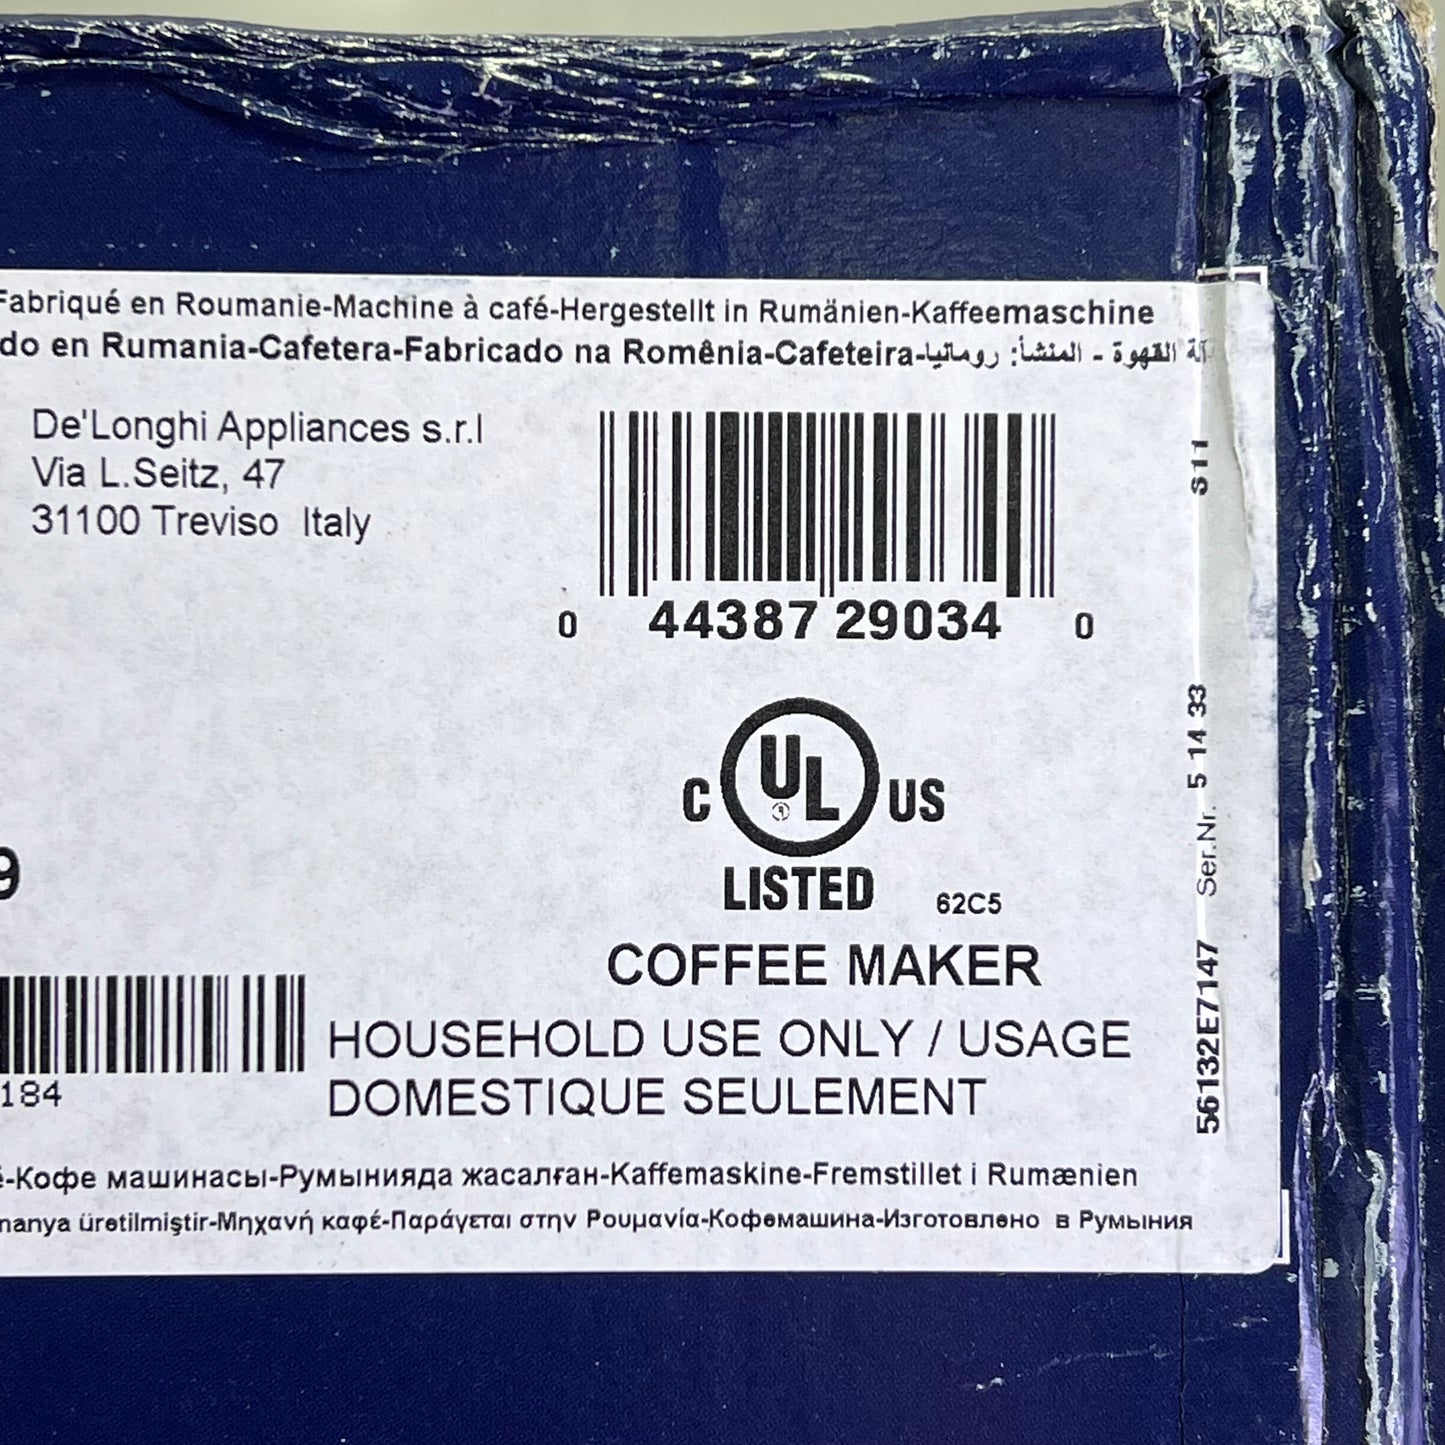 Fabriqué en Roumanie-Machine à café-Hergestellt in Rumänien-Kaffeemaschine
do en Rumania-Cafetera-Fabricado na Romênia-Cafeteira-آلة القهوة - المنشأ: رومانيا
De'Longhi Appliances s.r.l
Via L.Seitz, 47
31100 Treviso Italy
0 44387 29034 0
C UL US
®
LISTED 62C5
COFFEE MAKER
9
184
HOUSEHOLD USE ONLY / USAGE
DOMESTIQUE SEULEMENT
é-Кофе машинасы-Румынияда жасалған-Kaffemaskine-Fremstillet i Rumænien
nanya üretilmiştir-Μηχανή καφέ-Παράγεται στην Ρουμανία-Кофемашина-Изготовлено в Румыния
56132E7147 Ser.Nr. 5 14 33 S11